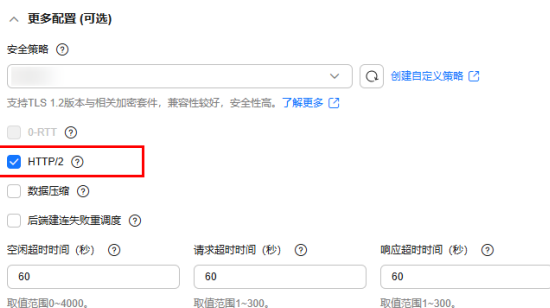 更多配置 (可选)
安全策略
创建自定义策略
支持TLS 1.2版本与相关加密套件，兼容性较好，安全性高。了解更多
0-RTT
HTTP/2
数据压缩
后端建连失败重调度
空闲超时时间（秒） 请求超时时间（秒） 响应超时时间（秒）
60 60 60
取值范围0~4000。 取值范围1~300。 取值范围1~300。